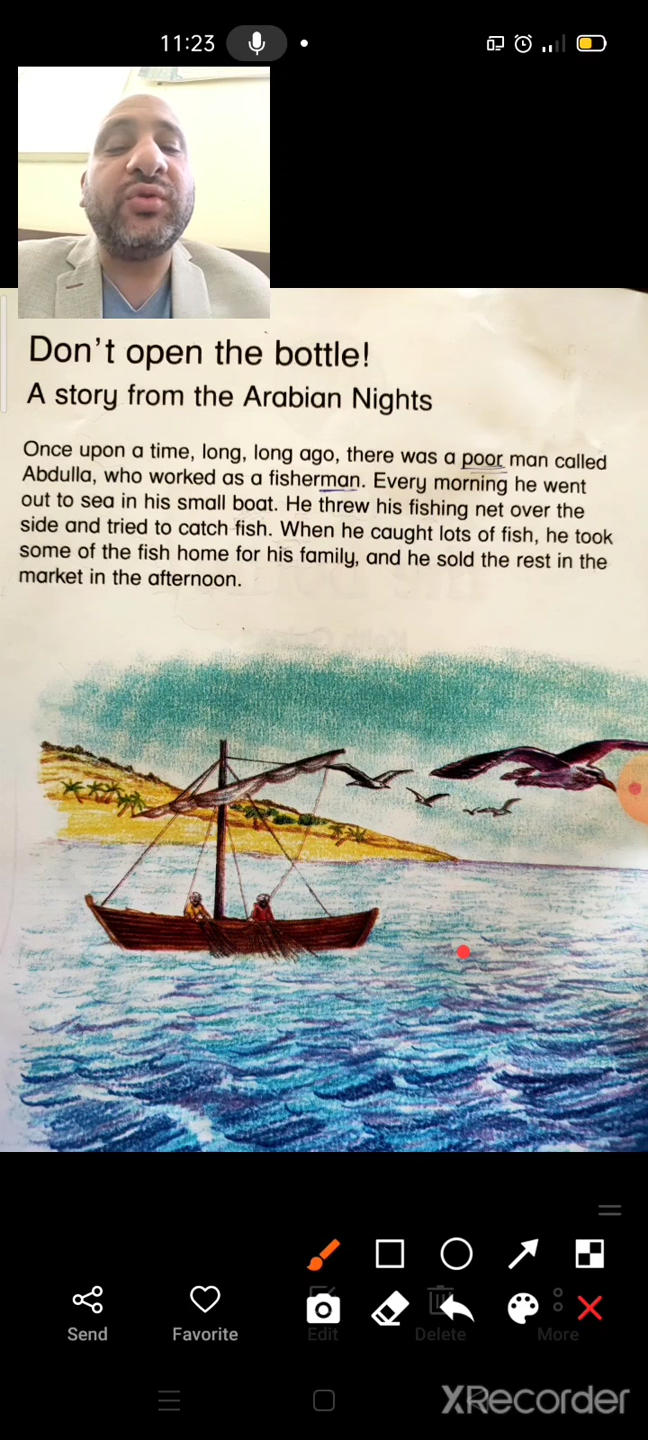 11:23
Don't open the bottle!
A story from the Arabian Nights
Once upon a time, long, long ago, there was a poor man called
Abdulla, who worked as a fisherman. Every morning he went
out to sea in his small boat. He threw his fishing net over the
side and tried to catch fish. When he caught lots of fish, he took
some of the fish home for his family, and he sold the rest in the
market in the afternoon.
Send
Favorite
Edit
Delete
More
XRecorder